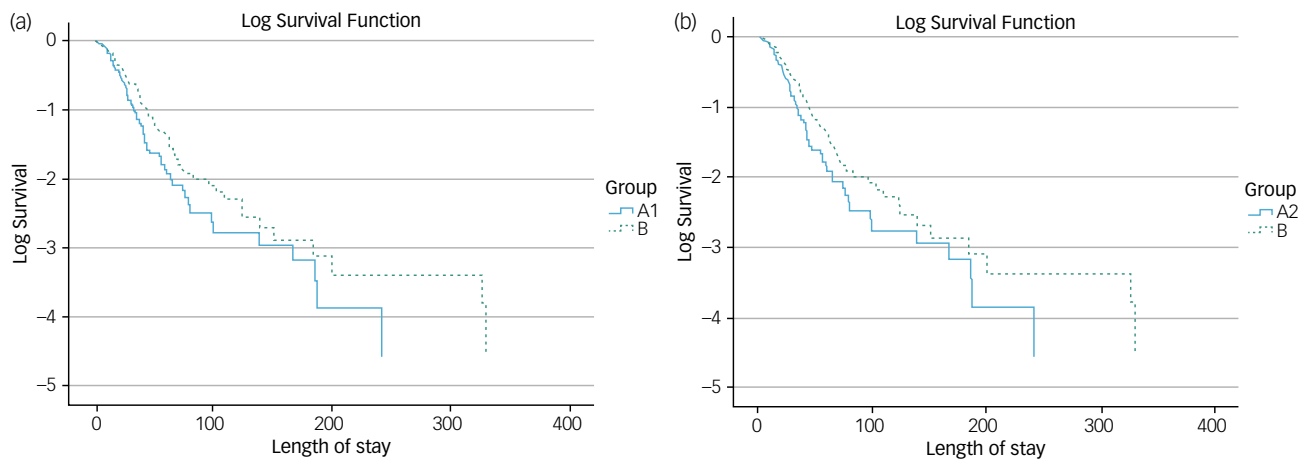 (a)
Log Survival Function
0
–1
–2
–3
–4
–5
Log Survival
0 100 200 300 400
Length of stay
Group
A1
B
(b)
Log Survival Function
0
–1
–2
–3
–4
–5
Log Survival
0 100 200 300 400
Length of stay
Group
A2
B